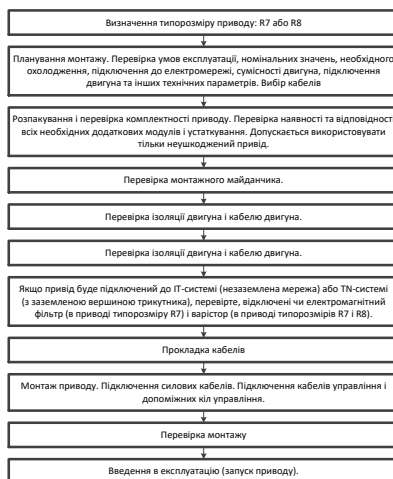 Визначення типорозміру приводу: R7 або R8
Планування монтажу. Перевірка умов експлуатації, номінальних значень, необхідного
охолодження, підключення до електромережі, сумісності двигуна, підключення
двигуна та інших технічних параметрів. Вибір кабелів
Розпакування і перевірка комплектності приводу. Перевірка наявності та відповідності
всіх необхідних додаткових модулів і устаткування. Допускається використовувати
тільки неушкоджений привід.
Перевірка монтажного майданчика.
Перевірка ізоляції двигуна і кабелю двигуна.
Перевірка ізоляції двигуна і кабелю двигуна.
Якщо привід буде підключений до IT-системі (незаземлена мережа) або TN-системі
(з заземленою вершиною трикутника), перевірте, відключені чи електромагнітний
фільтр (в приводі типорозміру R7) і варістор (в приводі типорозмірів R7 і R8).
Прокладка кабелів
Монтаж приводу. Підключення силових кабелів. Підключення кабелів управління і
допоміжних кіл управління.
Перевірка монтажу
Введення в експлуатацію (запуск приводу).